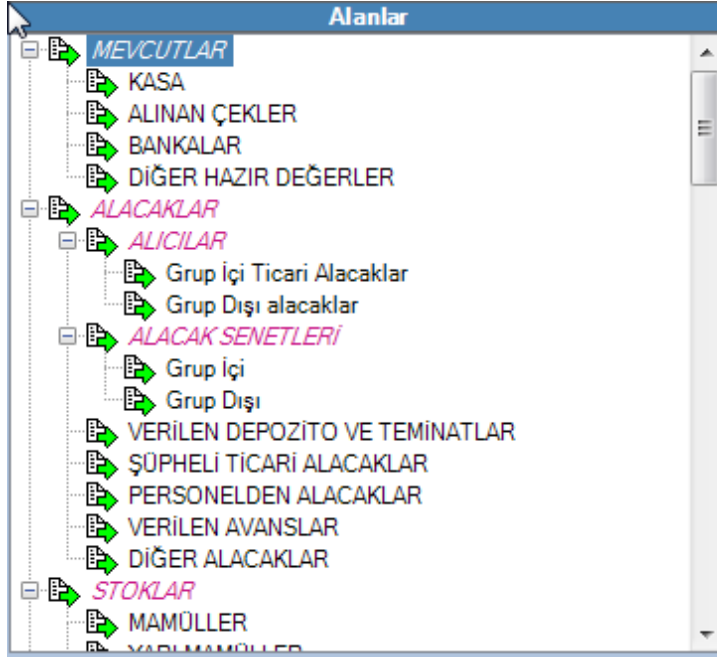 Alanlar
MEVCUTLAR
KASA
ALINAN ÇEKLER
BANKALAR
DİĞER HAZIR DEĞERLER
ALACAKLAR
ALICILAR
Grup İçi Ticari Alacaklar
Grup Dışı alacaklar
ALACAK SENETLERİ
Grup İçi
Grup Dışı
VERİLEN DEPOZİTO VE TEMİNATLAR
ŞÜPHELİ TİCARİ ALACAKLAR
PERSONELDEN ALACAKLAR
VERİLEN AVANSLAR
DİĞER ALACAKLAR
STOKLAR
MAMÜLLER
YARI MAMÜLLER